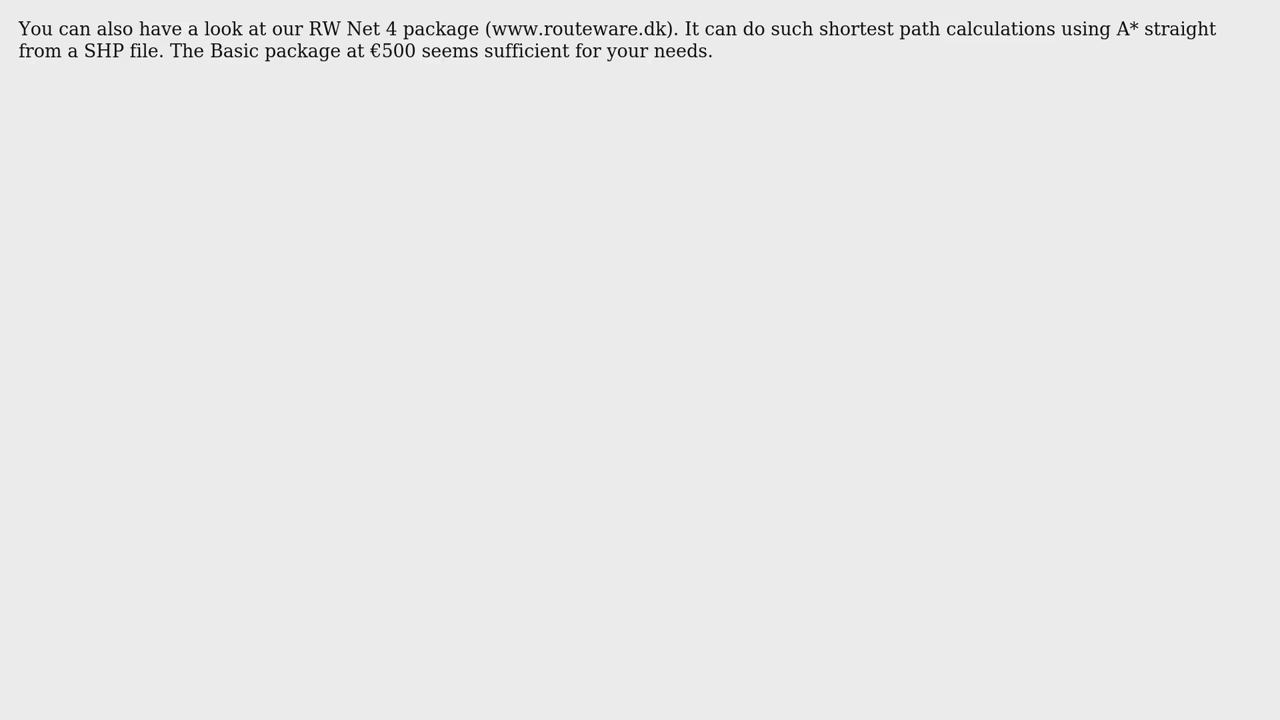 You can also have a look at our RW Net 4 package (www.routeware.dk). It can do such shortest path calculations using A* straight
from a SHP file. The Basic package at €500 seems sufficient for your needs.